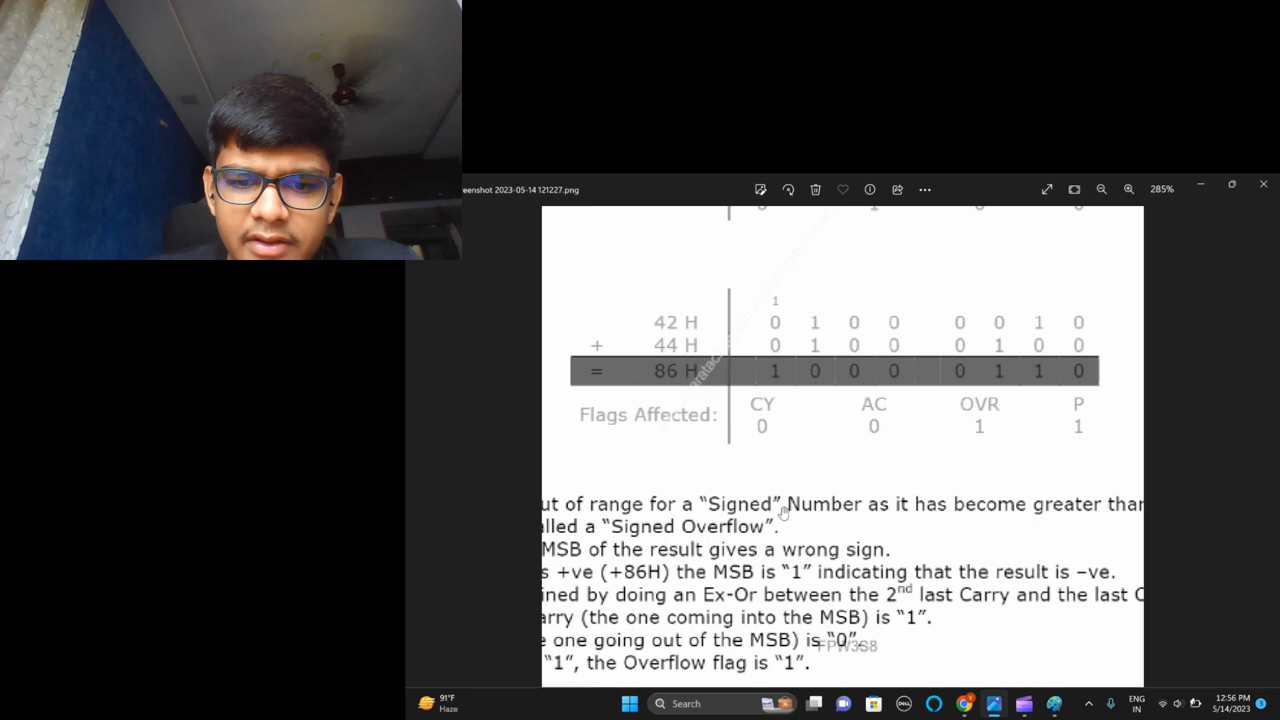 eenshot 2023-05-14 121227.png
285%
1
42 H 0 1 0 0 0 0 1 0
+ 44 H 0 1 0 0 0 1 0 0
= 86 H 1 0 0 0 0 1 1 0
Flags Affected: CY AC OVR P
0 0 1 1
ut of range for a “Signed” Number as it has become greater than
alled a “Signed Overflow”.
MSB of the result gives a wrong sign.
s +ve (+86H) the MSB is “1” indicating that the result is –ve.
ined by doing an Ex-Or between the 2nd last Carry and the last C
arry (the one coming into the MSB) is “1”.
e one going out of the MSB) is “0”.
FPW3S8
“1”, the Overflow flag is “1”.
91°F
Haze
Search
DELL
ENG
IN
12:56 PM
5/14/2023